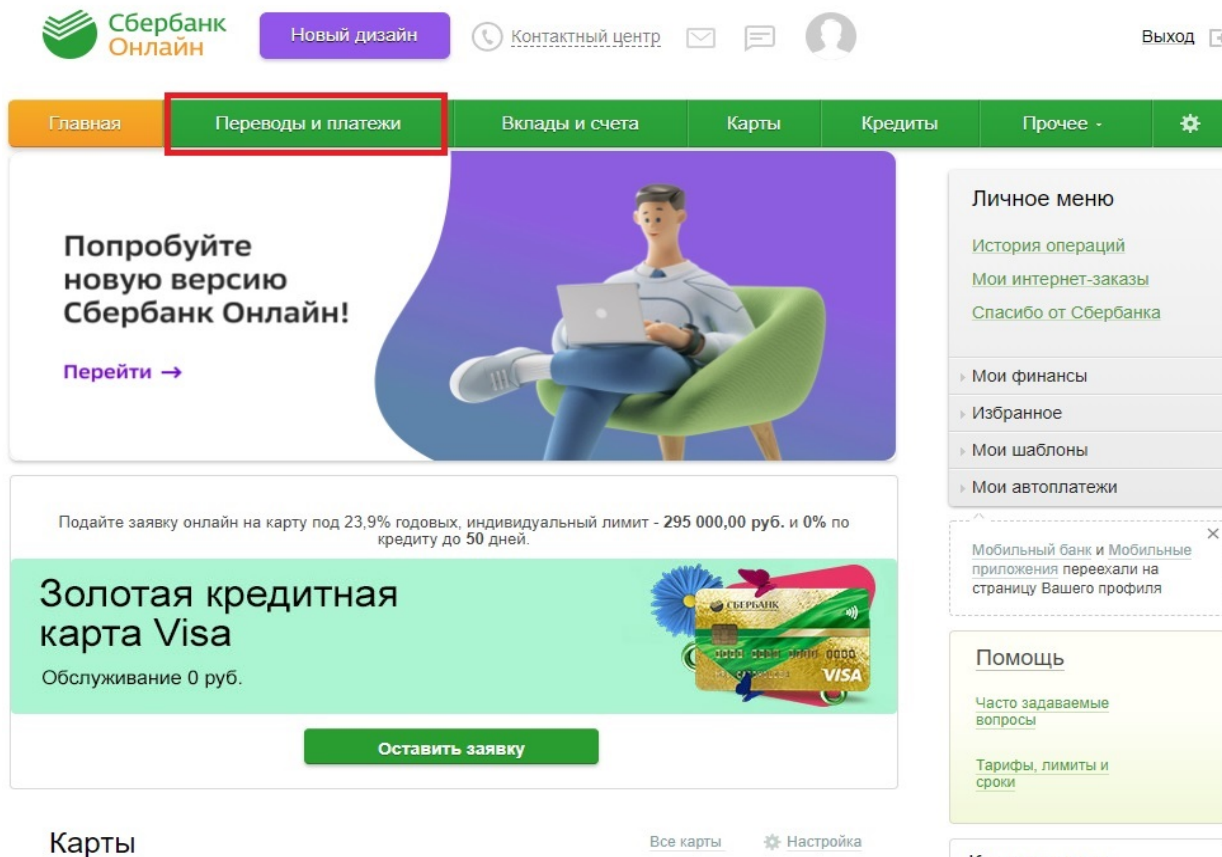 Сбербанк
Онлайн
Новый дизайн
Контактный центр
Выход
Главная
Переводы и платежи
Вклады и счета
Карты
Кредиты
Прочее
Попробуйте
новую версию
Сбербанк Онлайн!
Перейти →
Личное меню
История операций
Мои интернет-заказы
Спасибо от Сбербанка
Мои финансы
Избранное
Мои шаблоны
Мои автоплатежи
Мобильный банк и Мобильные
приложения переехали на
страницу Вашего профиля
Подайте заявку онлайн на карту под 23,9% годовых, индивидуальный лимит - 295 000,00 руб. и 0% по
кредиту до 50 дней.
Золотая кредитная
карта Visa
Обслуживание 0 руб.
СБЕРБАНК
VISA
Оставить заявку
Помощь
Часто задаваемые
вопросы
Тарифы, лимиты и
сроки
Карты
Все карты
Настройка